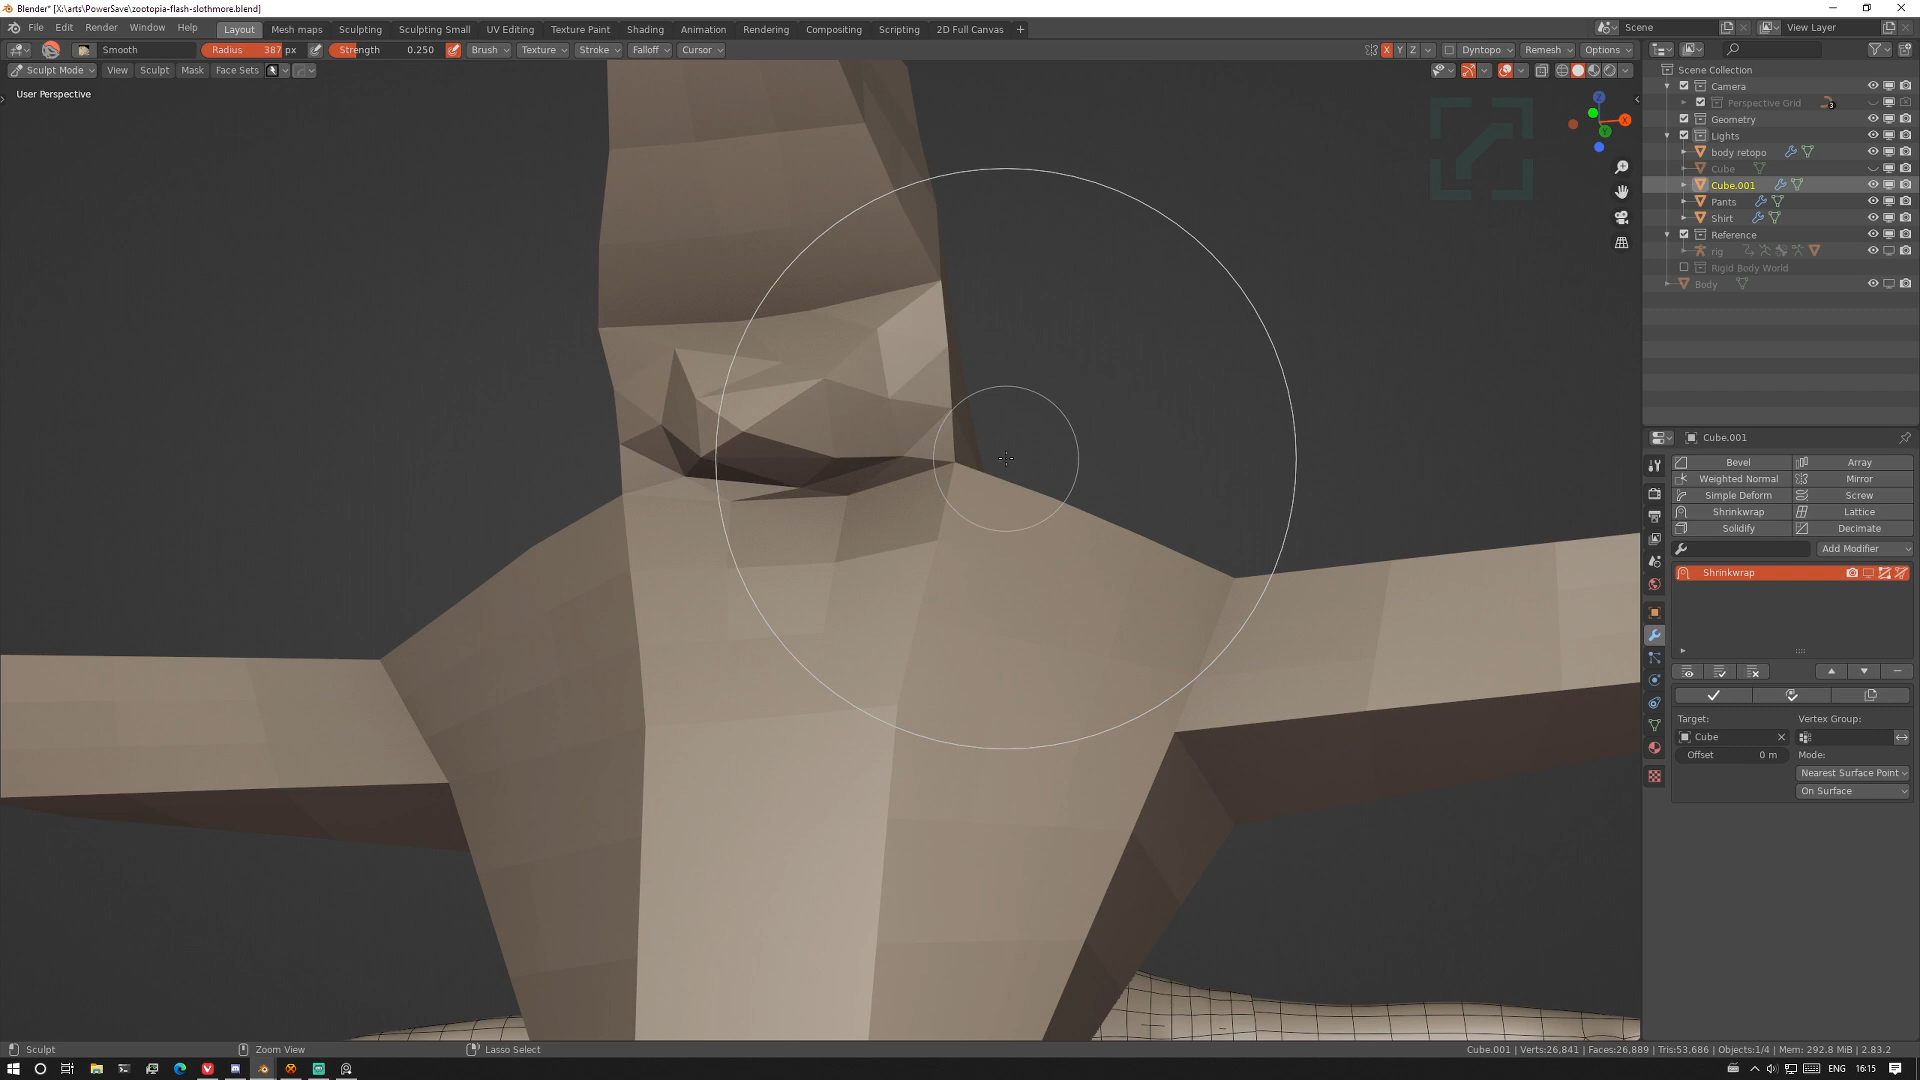 Blender* [X:\arts\PowerSave\zootopia-flash-slothmore.blend]
File Edit Render Window Help Layout Mesh maps Sculpting Sculpting Small UV Editing Texture Paint Shading Animation Rendering Compositing Scripting 2D Full Canvas + Scene View Layer
Smooth Radius 387 px Strength 0.250 Brush Texture Stroke Falloff Cursor X Y Z Dyntopo Remesh Options
Sculpt Mode View Sculpt Mask Face Sets
User Perspective
Z
X
Y
Scene Collection
Camera
Perspective Grid 3
Geometry
Lights
body retopo
Cube
Cube.001
Pants
Shirt
Reference
rig
Rigid Body World
Body
Cube.001
Bevel Array
Weighted Normal Mirror
Simple Deform Screw
Shrinkwrap Lattice
Solidify Decimate
Add Modifier
Shrinkwrap
Target: Vertex Group:
Cube
Offset 0 m Mode:
Nearest Surface Point
On Surface
Sculpt Zoom View Lasso Select Cube.001 | Verts:26,841 | Faces:26,889 | Tris:53,686 | Objects:1/4 | Mem: 292.8 MiB | 2.83.2
ENG 16:15